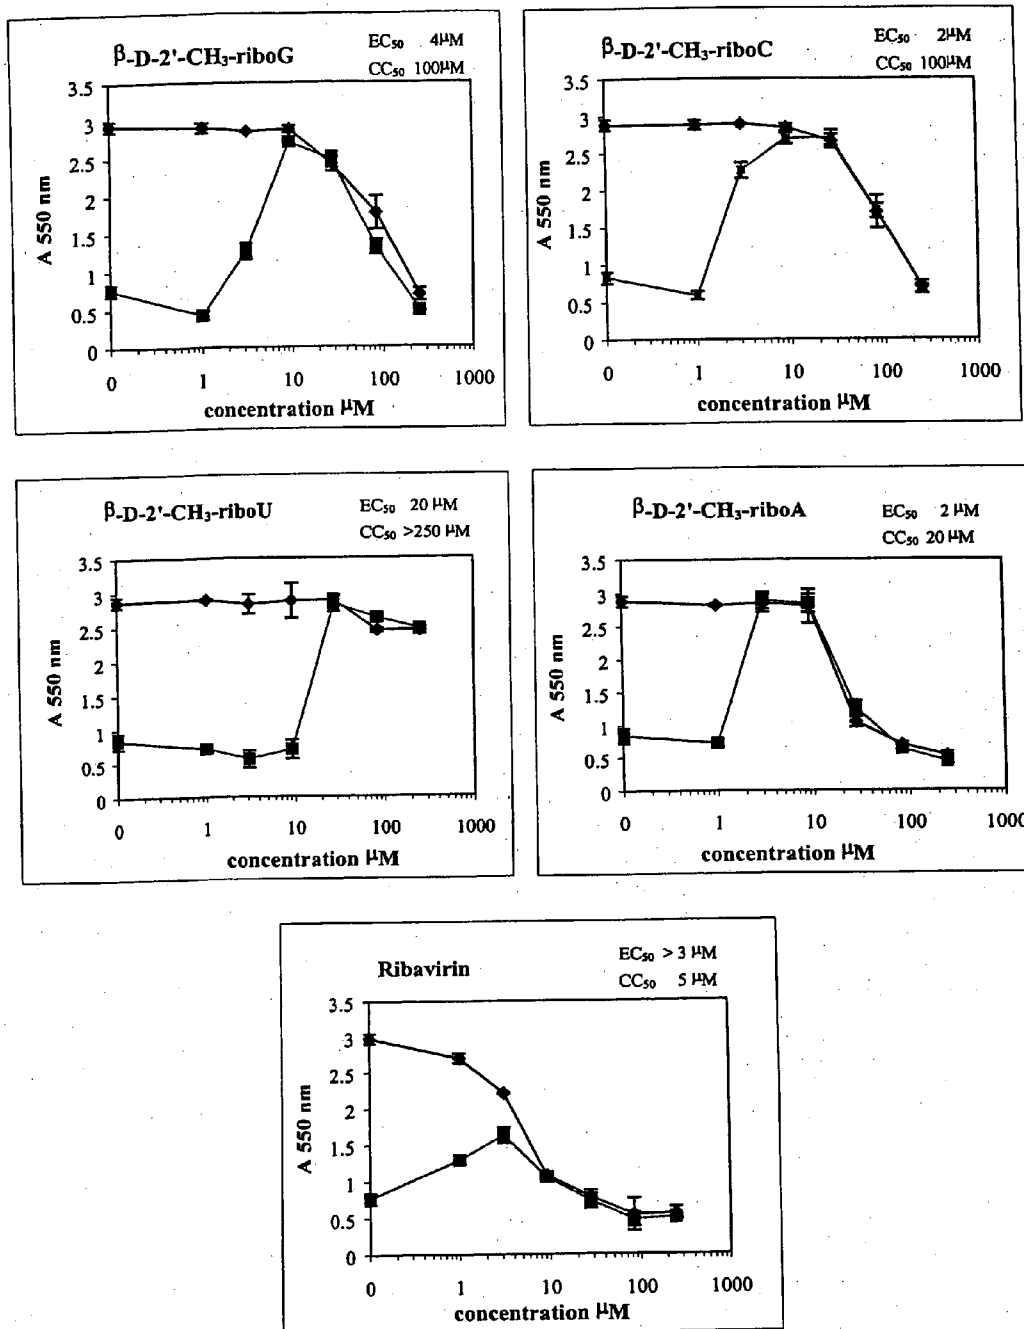 β-D-2'-CH₃-riboG
EC₅₀ 4µM
CC₅₀ 100µM
A 550 nm
3.5
3
2.5
2
1.5
1
0.5
0
0 1 10 100 1000
concentration µM
β-D-2'-CH₃-riboC
EC₅₀ 2µM
CC₅₀ 100µM
A 550 nm
3.5
3
2.5
2
1.5
1
0.5
0
0 1 10 100 1000
concentration µM
β-D-2'-CH₃-riboU
EC₅₀ 20 µM
CC₅₀ >250 µM
A 550 nm
3.5
3
2.5
2
1.5
1
0.5
0
0 1 10 100 1000
concentration µM
β-D-2'-CH₃-riboA
EC₅₀ 2 µM
CC₅₀ 20 µM
A 550 nm
3.5
3
2.5
2
1.5
1
0.5
0
0 1 10 100 1000
concentration µM
Ribavirin
EC₅₀ > 3 µM
CC₅₀ 5 µM
A 550 nm
3.5
3
2.5
2
1.5
1
0.5
0
0 1 10 100 1000
concentration µM